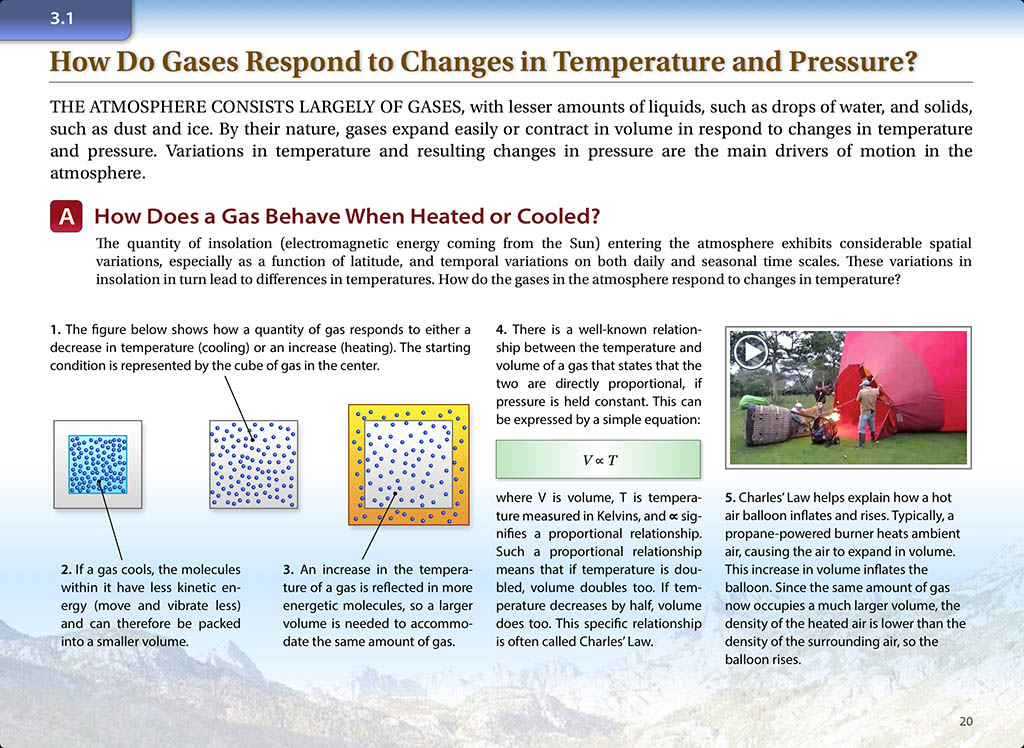 3.1
How Do Gases Respond to Changes in Temperature and Pressure?
THE ATMOSPHERE CONSISTS LARGELY OF GASES, with lesser amounts of liquids, such as drops of water, and solids,
such as dust and ice. By their nature, gases expand easily or contract in volume in respond to changes in temperature
and pressure. Variations in temperature and resulting changes in pressure are the main drivers of motion in the
atmosphere.
A How Does a Gas Behave When Heated or Cooled?
The quantity of insolation (electromagnetic energy coming from the Sun) entering the atmosphere exhibits considerable spatial
variations, especially as a function of latitude, and temporal variations on both daily and seasonal time scales. These variations in
insolation in turn lead to differences in temperatures. How do the gases in the atmosphere respond to changes in temperature?
1. The figure below shows how a quantity of gas responds to either a
decrease in temperature (cooling) or an increase (heating). The starting
condition is represented by the cube of gas in the center.
2. If a gas cools, the molecules
within it have less kinetic en-
ergy (move and vibrate less)
and can therefore be packed
into a smaller volume.
3. An increase in the tempera-
ture of a gas is reflected in more
energetic molecules, so a larger
volume is needed to accommo-
date the same amount of gas.
4. There is a well-known relation-
ship between the temperature and
volume of a gas that states that the
two are directly proportional, if
pressure is held constant. This can
be expressed by a simple equation:
V ∝ T
where V is volume, T is tempera-
ture measured in Kelvins, and ∝ sig-
nifies a proportional relationship.
Such a proportional relationship
means that if temperature is dou-
bled, volume doubles too. If tem-
perature decreases by half, volume
does too. This specific relationship
is often called Charles' Law.
5. Charles' Law helps explain how a hot
air balloon inflates and rises. Typically, a
propane-powered burner heats ambient
air, causing the air to expand in volume.
This increase in volume inflates the
balloon. Since the same amount of gas
now occupies a much larger volume, the
density of the heated air is lower than the
density of the surrounding air, so the
balloon rises.
20